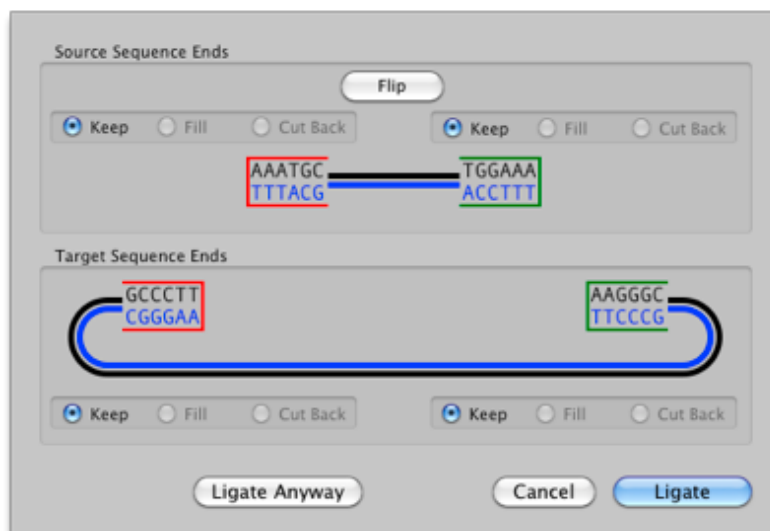 Source Sequence Ends
Flip
Keep Fill Cut Back Keep Fill Cut Back
AAATGC TGGAAA
TTTACG ACCTTT
Target Sequence Ends
GCCCTT AAGGGC
CGGGAA TTCCCG
Keep Fill Cut Back Keep Fill Cut Back
Ligate Anyway Cancel Ligate